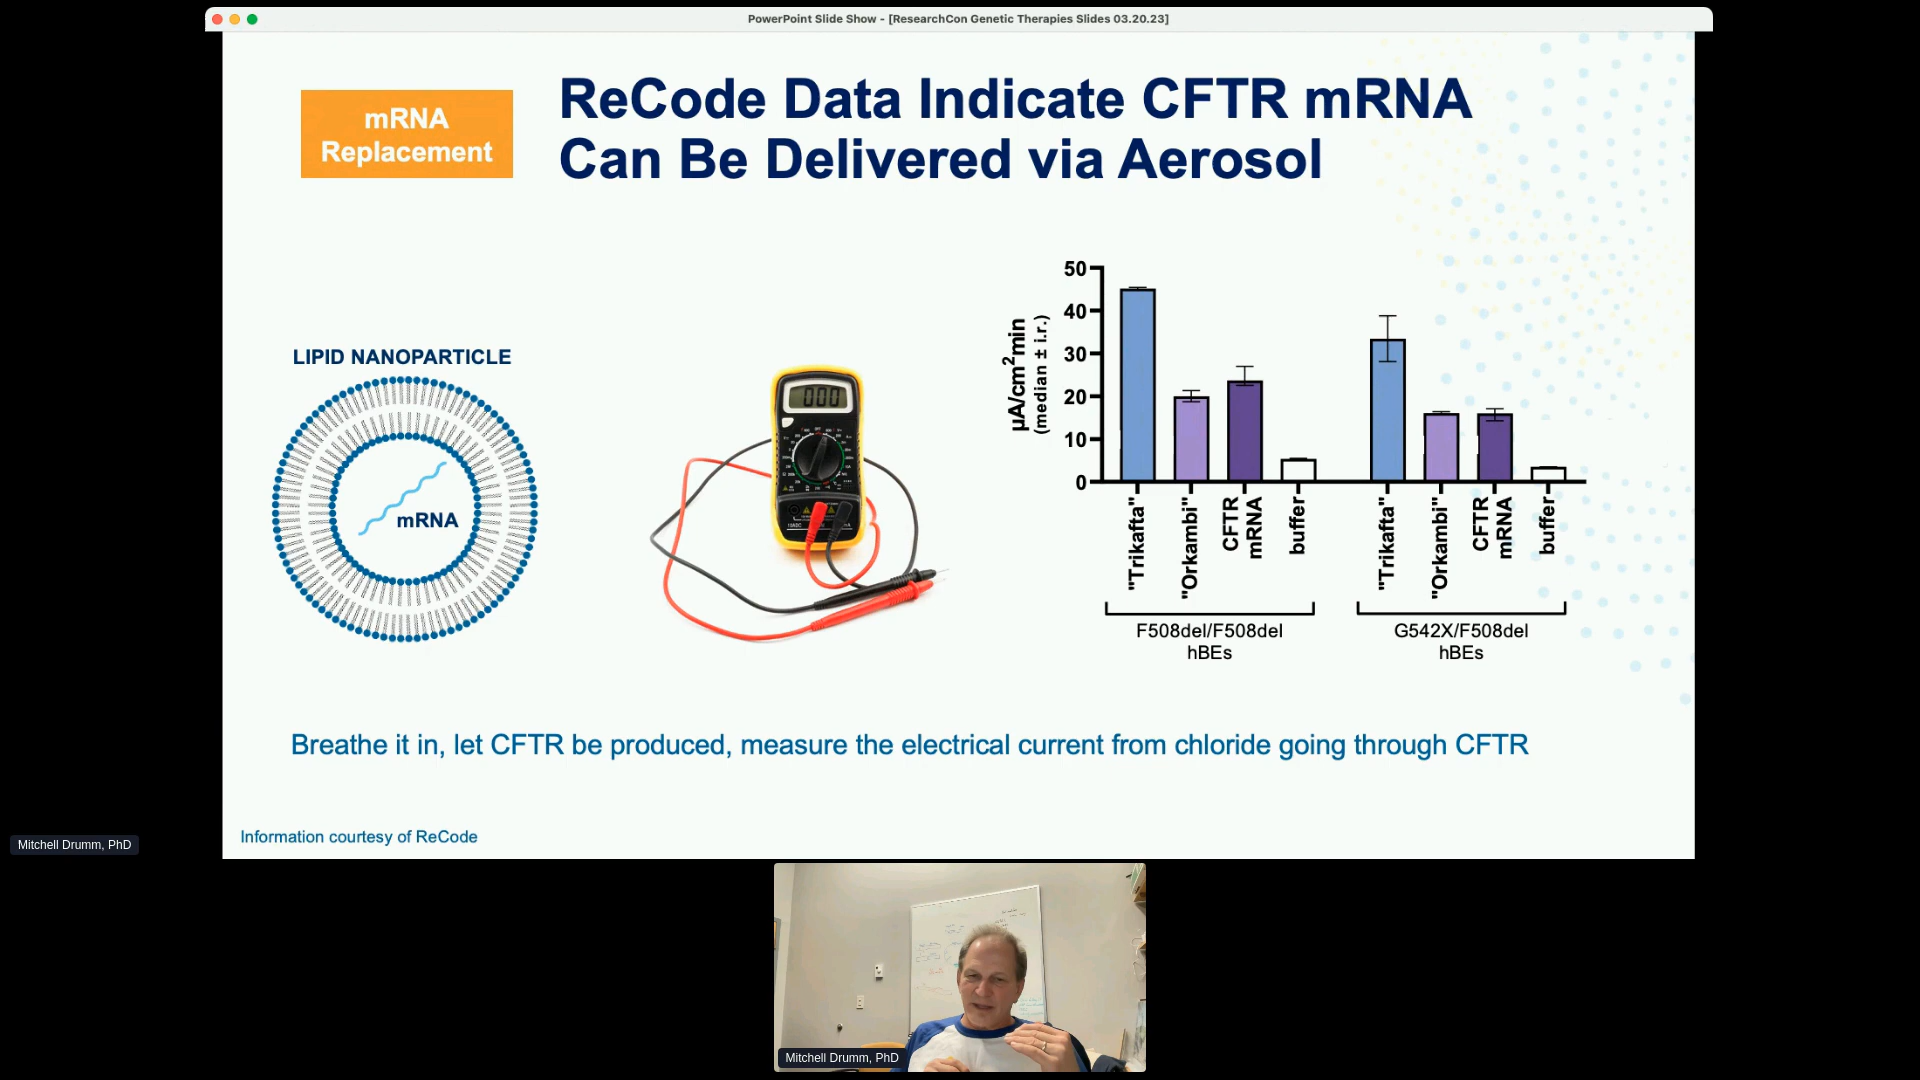 PowerPoint Slide Show - [ResearchCon Genetic Therapies Slides 03.20.23]
mRNA
Replacement
ReCode Data Indicate CFTR mRNA
Can Be Delivered via Aerosol
LIPID NANOPARTICLE
mRNA
000
µA/cm²min
(median ± i.r.)
50
40
30
20
10
0
"Trikafta"
"Orkambi"
CFTR
mRNA
buffer
"Trikafta"
"Orkambi"
CFTR
mRNA
buffer
F508del/F508del
hBEs
G542X/F508del
hBEs
Breathe it in, let CFTR be produced, measure the electrical current from chloride going through CFTR
Information courtesy of ReCode
Mitchell Drumm, PhD
Mitchell Drumm, PhD